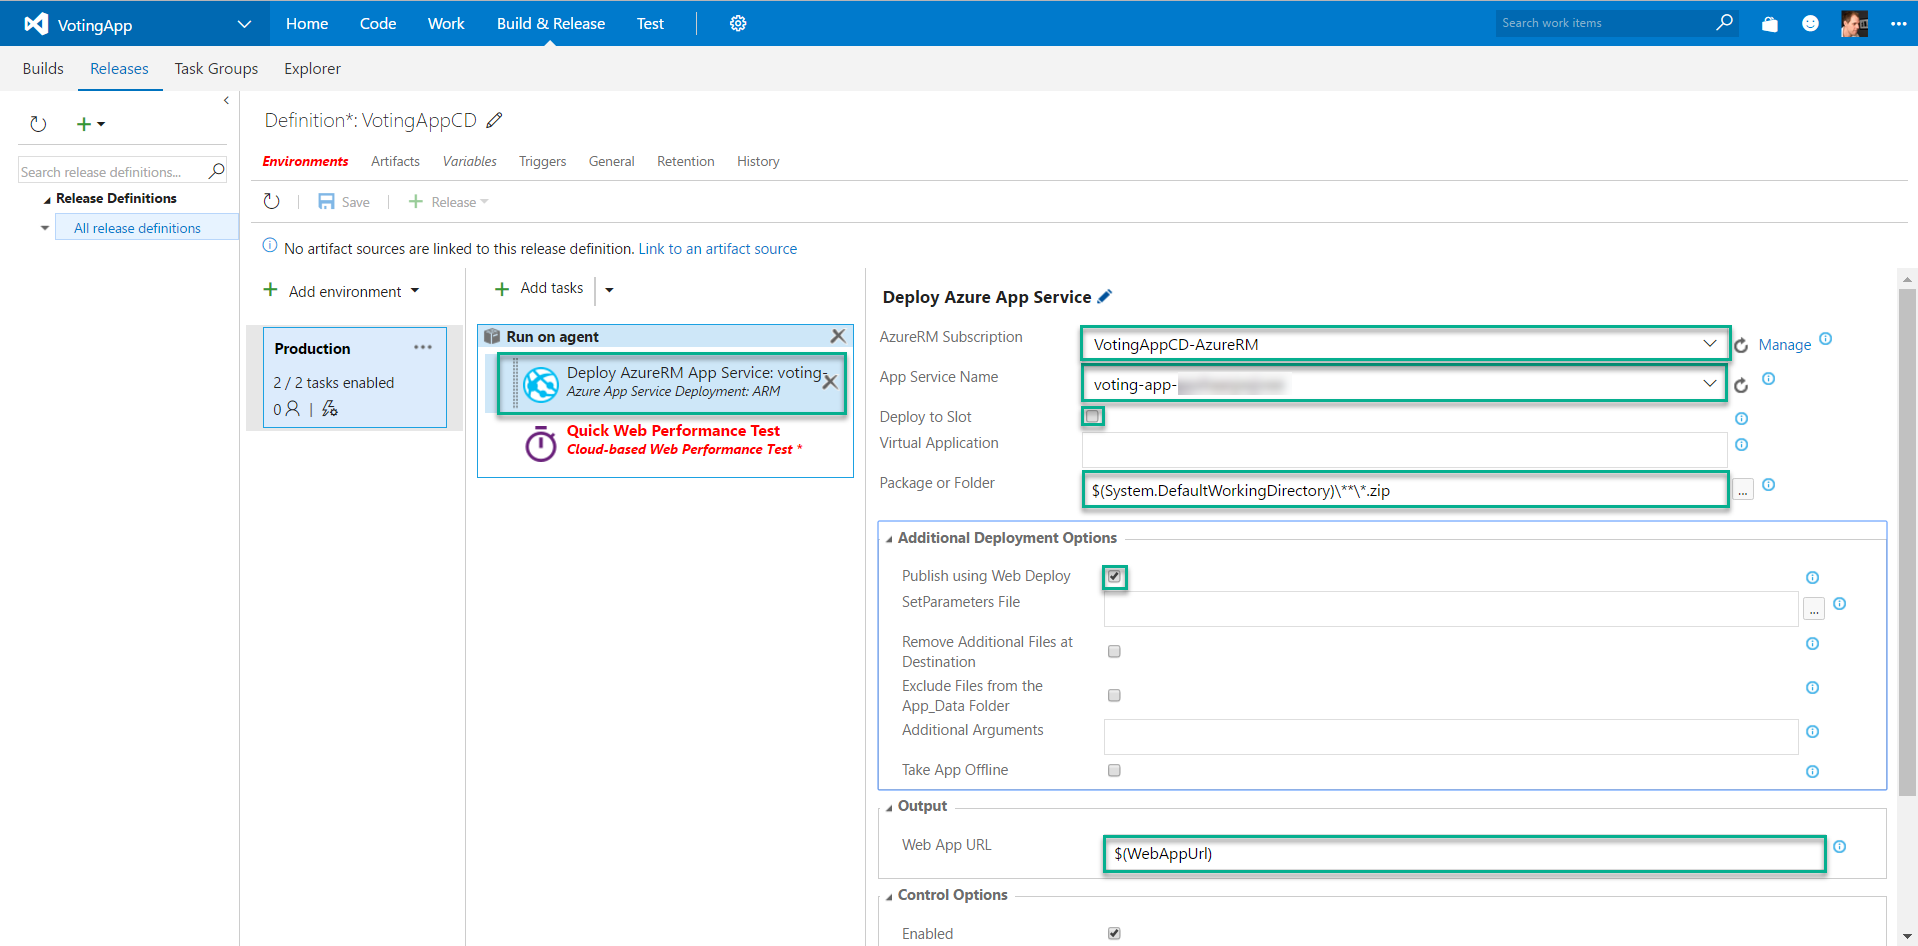 VotingApp
Home Code Work Build & Release Test
Search work items
Builds Releases Task Groups Explorer
Definition*: VotingAppCD
Search release definitions...
Release Definitions
All release definitions
Environments Artifacts Variables Triggers General Retention History
Save Release
No artifact sources are linked to this release definition. Link to an artifact source
Add environment
Production ...
2 / 2 tasks enabled
0 |
Add tasks
Run on agent
Deploy AzureRM App Service: voting-
Azure App Service Deployment: ARM
Quick Web Performance Test
Cloud-based Web Performance Test *
Deploy Azure App Service
AzureRM Subscription VotingAppCD-AzureRM Manage
App Service Name voting-app-
Deploy to Slot
Virtual Application
Package or Folder $(System.DefaultWorkingDirectory)\**\*.zip ...
Additional Deployment Options
Publish using Web Deploy
SetParameters File ...
Remove Additional Files at
Destination
Exclude Files from the
App_Data Folder
Additional Arguments
Take App Offline
Output
Web App URL $(WebAppUrl)
Control Options
Enabled